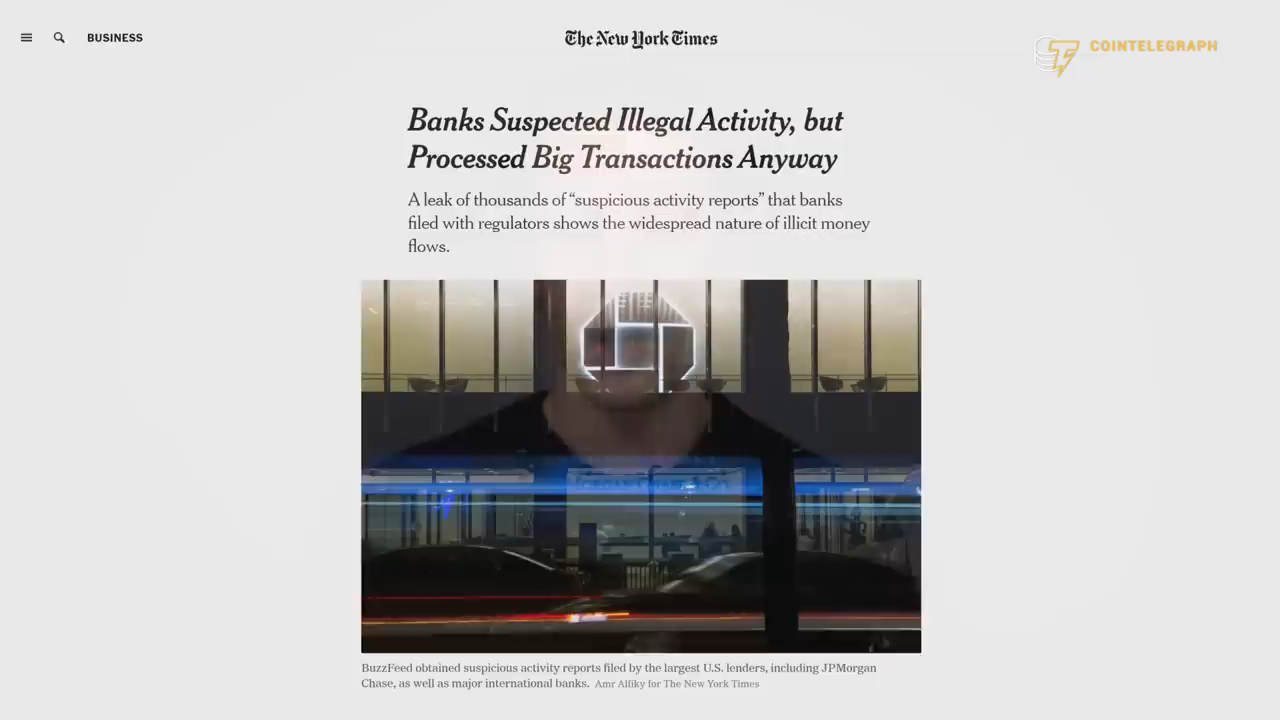 BUSINESS
The New York Times
COINTELEGRAPH
Banks Suspected Illegal Activity, but
Processed Big Transactions Anyway
A leak of thousands of “suspicious activity reports” that banks
filed with regulators shows the widespread nature of illicit money
flows.
BuzzFeed obtained suspicious activity reports filed by the largest U.S. lenders, including JPMorgan
Chase, as well as major international banks. Amr Alfiky for The New York Times